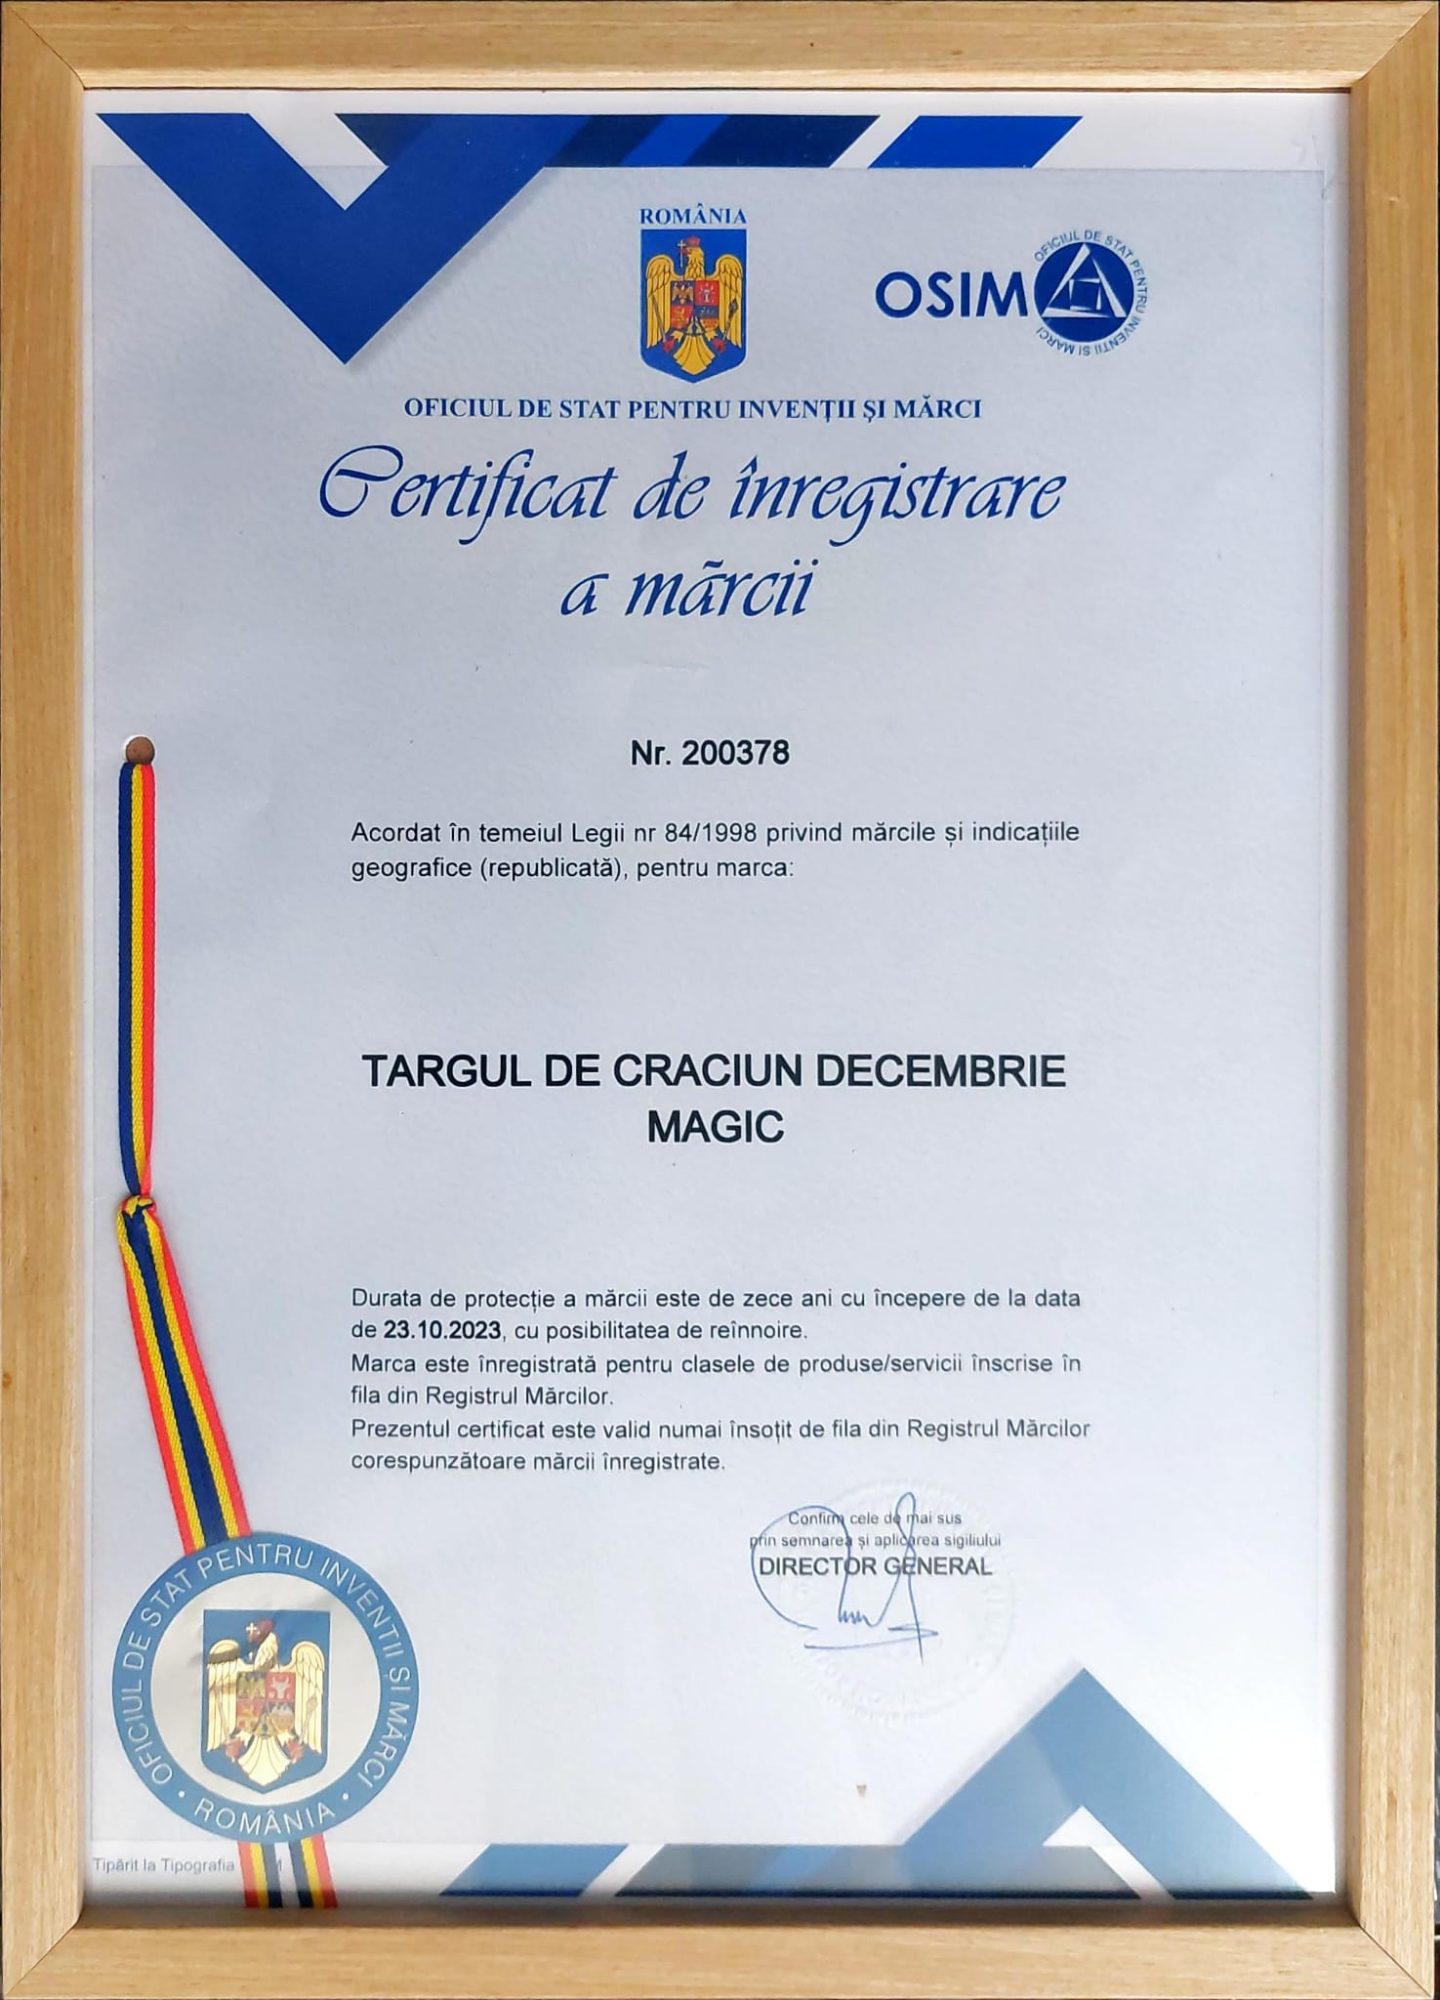 ROMÂNIA
OSIM
OFICIUL DE STAT PENTRU INVENTII SI MARCI
OFICIUL DE STAT PENTRU INVENȚII ȘI MĂRCI
Certificat de înregistrare
a mărcii
Nr. 200378
Acordat în temeiul Legii nr 84/1998 privind mărcile și indicațiile
geografice (republicată), pentru marca:
TARGUL DE CRACIUN DECEMBRIE
MAGIC
Durata de protecție a mărcii este de zece ani cu începere de la data
de 23.10.2023, cu posibilitatea de reînnoire.
Marca este înregistrată pentru clasele de produse/servicii înscrise în
fila din Registrul Mărcilor.
Prezentul certificat este valid numai însoțit de fila din Registrul Mărcilor
corespunzătoare mărcii înregistrate.
Confirm cele de mai sus
prin semnarea și aplicarea sigiliului
DIRECTOR GENERAL
OFICIUL DE STAT PENTRU INVENȚII ȘI MĂRCI
• ROMÂNIA •
Tipărit la Tipografia